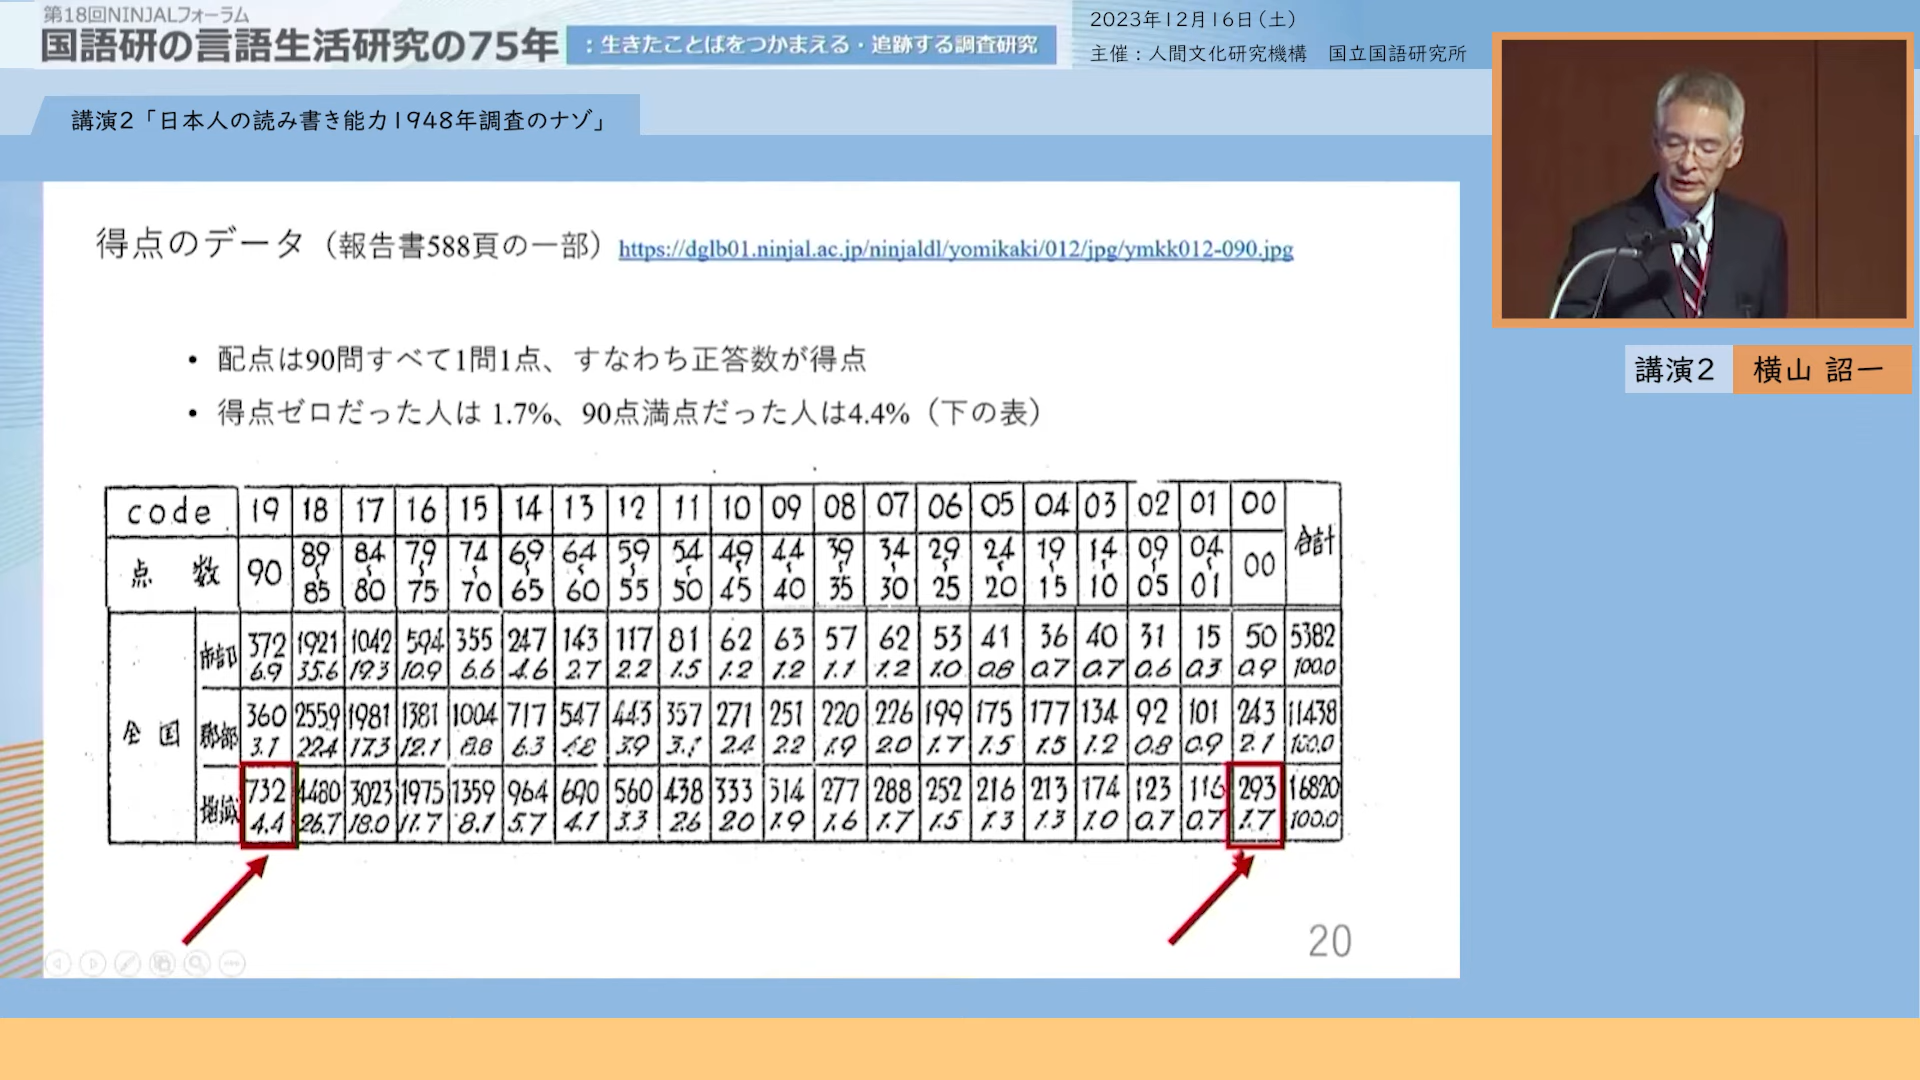 第18回NINJALフォーラム
国語研の言語生活研究の75年
：生きたことばをつかまえる・追跡する調査研究
2023年12月16日（土）
主催：人間文化研究機構　国立国語研究所
講演2「日本人の読み書き能力1948年調査のナゾ」
講演2 横山 詔一
得点のデータ（報告書588頁の一部）https://dglb01.ninjal.ac.jp/ninjaldl/yomikaki/012/jpg/ymkk012-090.jpg
• 配点は90問すべて1問1点、すなわち正答数が得点
• 得点ゼロだった人は 1.7%、90点満点だった人は4.4%（下の表）
code 19 18 17 16 15 14 13 12 11 10 09 08 07 06 05 04 03 02 01 00 合計
点数 90 89~85 84~80 79~75 74~70 69~65 64~60 59~55 54~50 49~45 44~40 39~35 34~30 29~25 24~20 19~15 14~10 09~05 04~01 00
全国
市部 372 1921 1042 594 355 247 143 117 81 62 63 57 62 53 41 36 40 31 15 50 5382
6.9 35.6 19.3 10.9 6.6 4.6 2.7 2.2 1.5 1.2 1.2 1.1 1.2 1.0 0.8 0.7 0.7 0.6 0.3 0.9 100.0
郡部 360 2559 1981 1381 1004 717 547 443 357 271 251 220 226 199 175 177 134 92 101 243 11438
3.1 22.4 17.3 12.1 8.8 6.3 4.8 3.9 3.1 2.4 2.2 1.9 2.0 1.7 1.5 1.5 1.2 0.8 0.9 2.1 100.0
732 4480 3023 1975 1359 964 690 560 438 333 314 277 288 252 216 213 174 123 116 293 16820
4.4 26.7 18.0 11.7 8.1 5.7 4.1 3.3 2.6 2.0 1.9 1.6 1.7 1.5 1.3 1.3 1.0 0.7 0.7 1.7 100.0
20